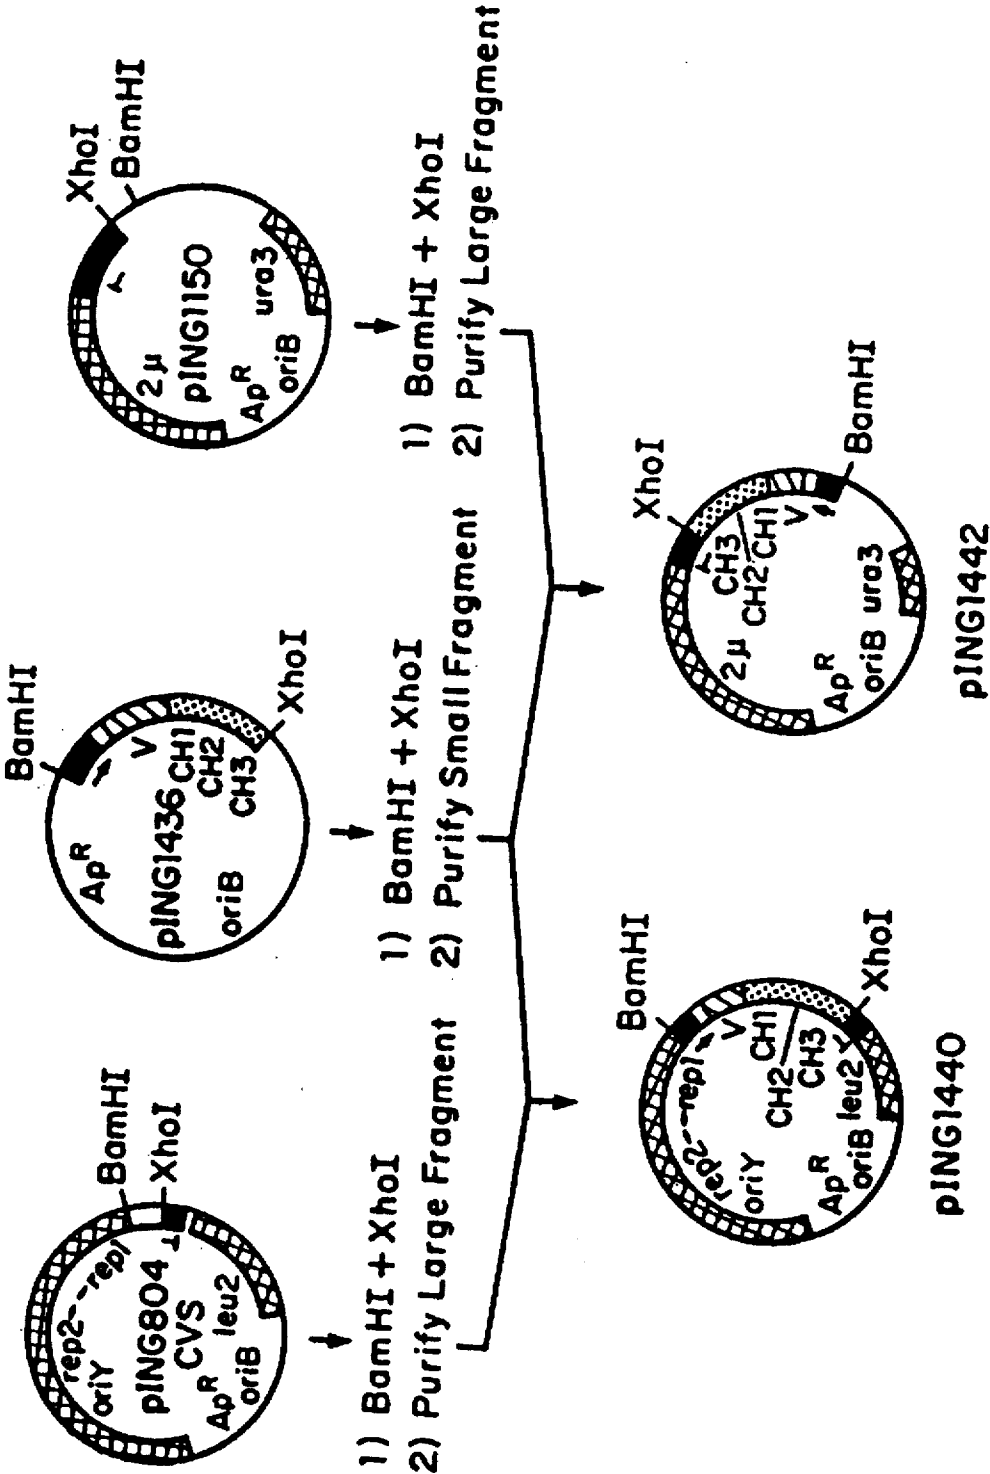 BamHI
XhoI
rep2---rep1
oriY
pING804
CVS
leu2
ApR
oriB
1) BamHI + XhoI
2) Purify Large Fragment
BamHI
ApR
V
pING1436
CH1
CH2
CH3
oriB
XhoI
1) BamHI + XhoI
2) Purify Small Fragment
XhoI
BamHI
2μ
pING1150
ApR
ura3
oriB
1) BamHI + XhoI
2) Purify Large Fragment
BamHI
rep2---rep1
V
oriY
CH1
CH2
CH3
ApR
leu2
oriB
XhoI
pING1440
XhoI
CH3
2μ
CH2
CH1
V
BamHI
ApR
oriB
ura3
pING1442